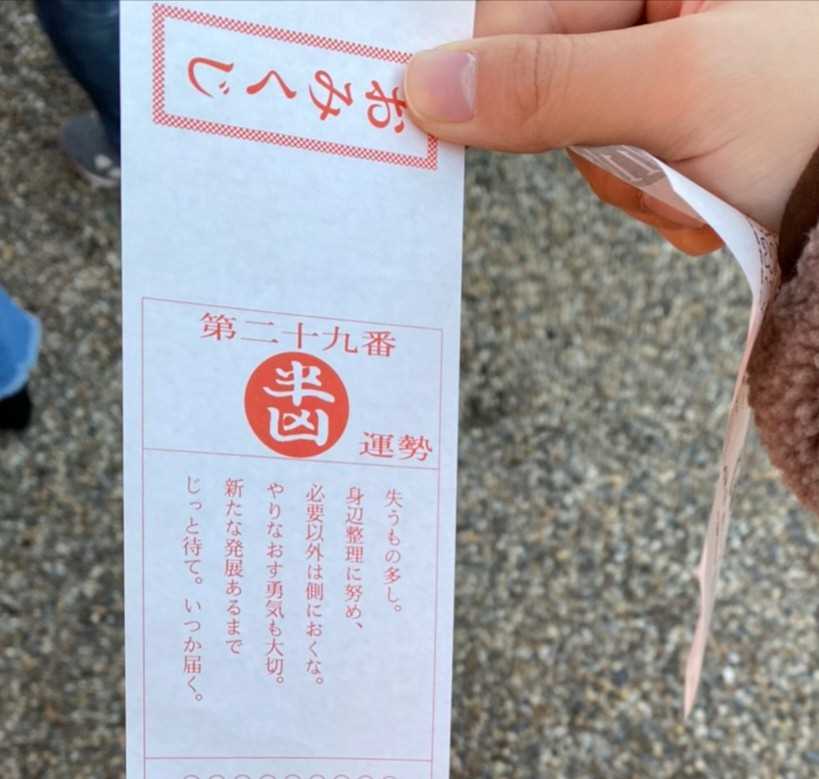 おみくじ
第二十九番
半凶
運勢
失うもの多し。
身辺整理に努め、
必要以外は側におくな。
やりなおす勇気も大切。
新たな発展あるまで
じっと待て。いつか届く。